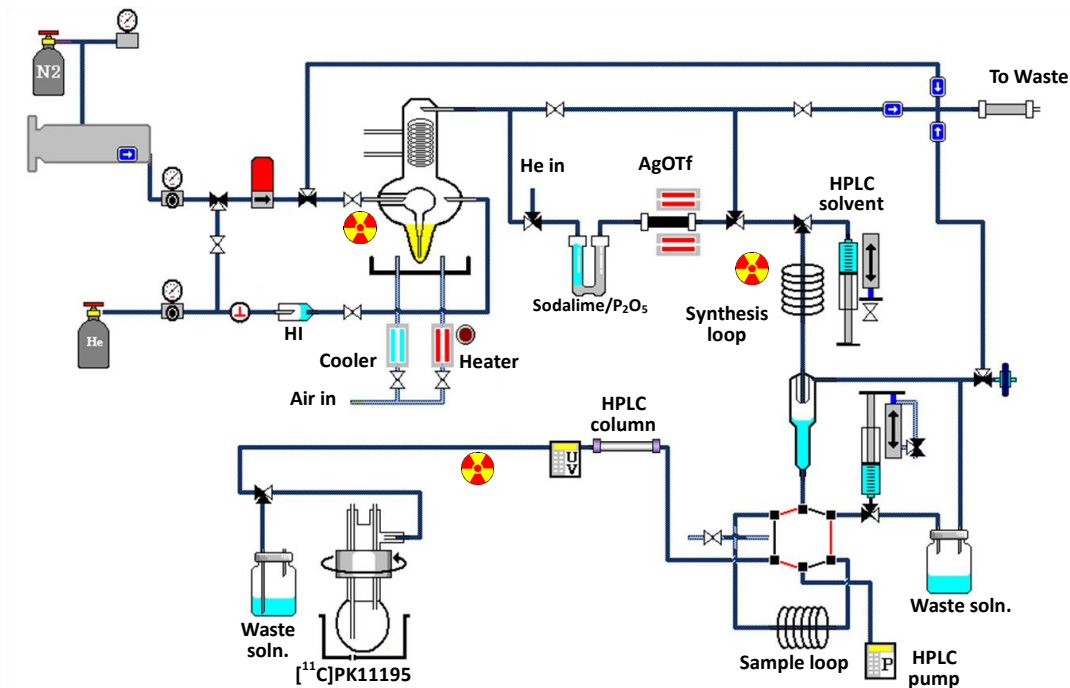 N2
To Waste
He in
AgOTf
HPLC
solvent
Sodalime/P₂O₅
Synthesis
loop
He
HI
Cooler
Heater
Air in
HPLC
column
U
V
Waste
soln.
[¹¹C]PK11195
Sample loop
P
HPLC
pump
Waste soln.